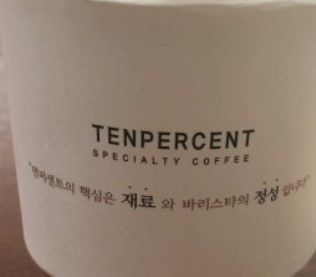 TENPERCENT
SPECIALTY COFFEE
"텐퍼센트의 핵심은 재료 와 바리스타의 정성 입니다"